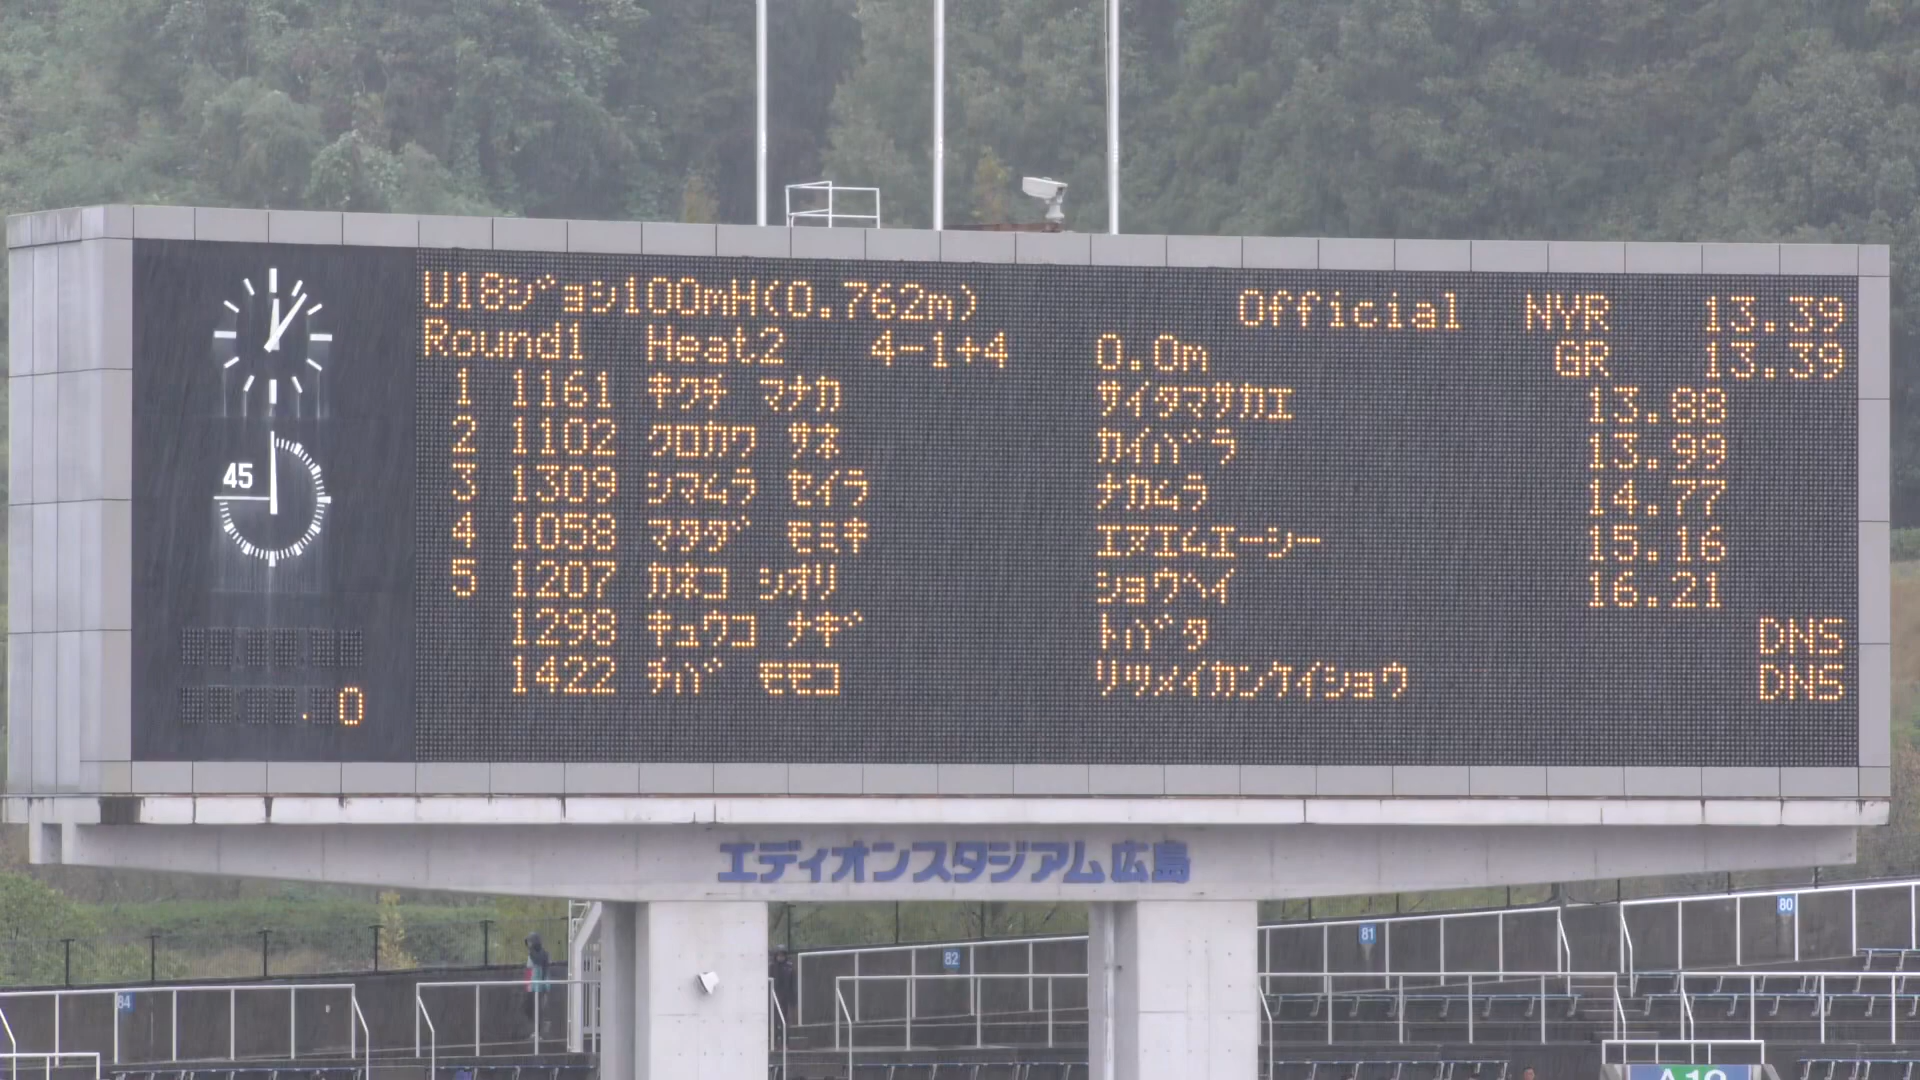 U18ジョシ100mH(0.762m) Official NYR 13.39
Round1 Heat2 4-1+4 0.0m GR 13.39
1 1161 キクチ マナカ サイタマサカエ 13.88
2 1102 クロカワ サネ カイバラ 13.99
3 1309 シマムラ セイラ ナカムラ 14.77
4 1058 マタダ モミキ エヌエムエーシー 15.16
5 1207 カネコ シオリ ショウヘイ 16.21
1298 キュウコ ナギ トバタ DNS
1422 チバ モモコ リツメイカンケイショウ DNS
45
.0
エディオンスタジアム広島
80
81
82
84